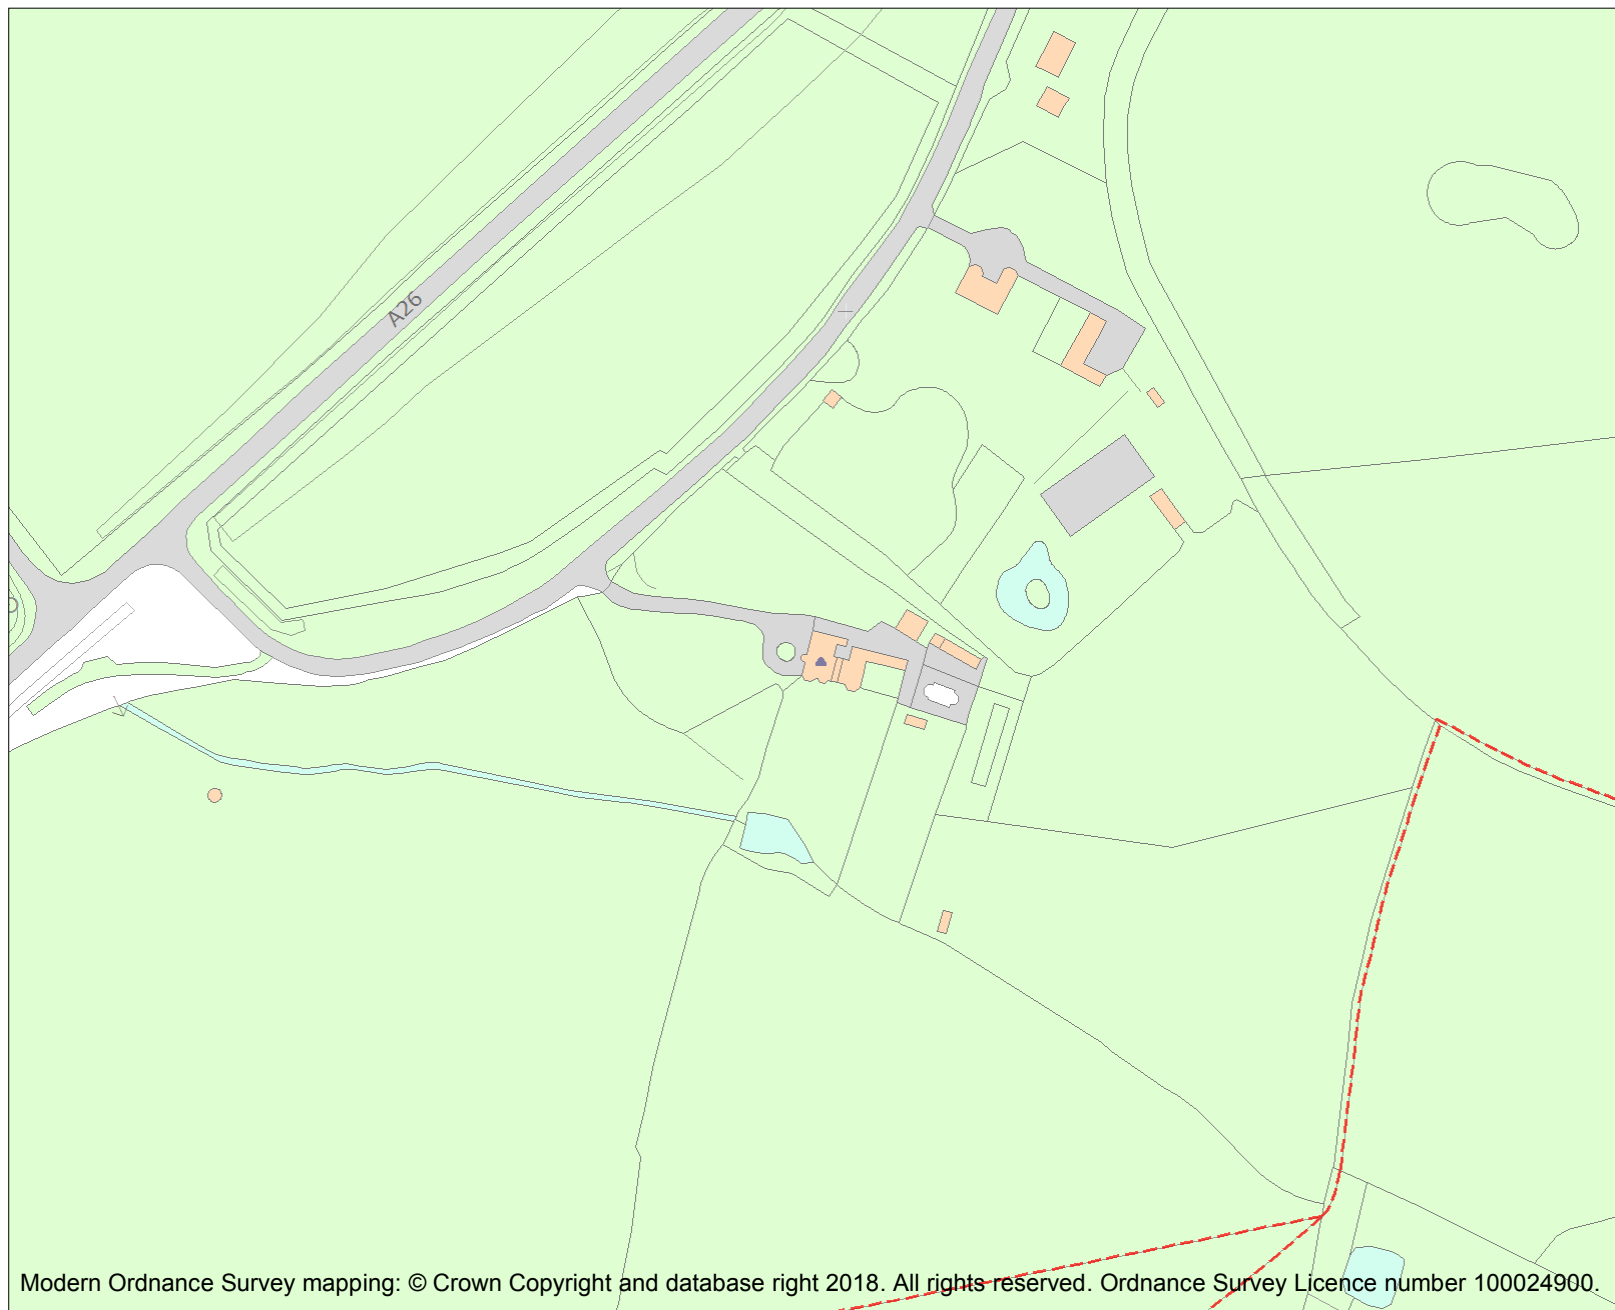 A26
Modern Ordnance Survey mapping: © Crown Copyright and database right 2018. All rights reserved. Ordnance Survey Licence number 100024900.